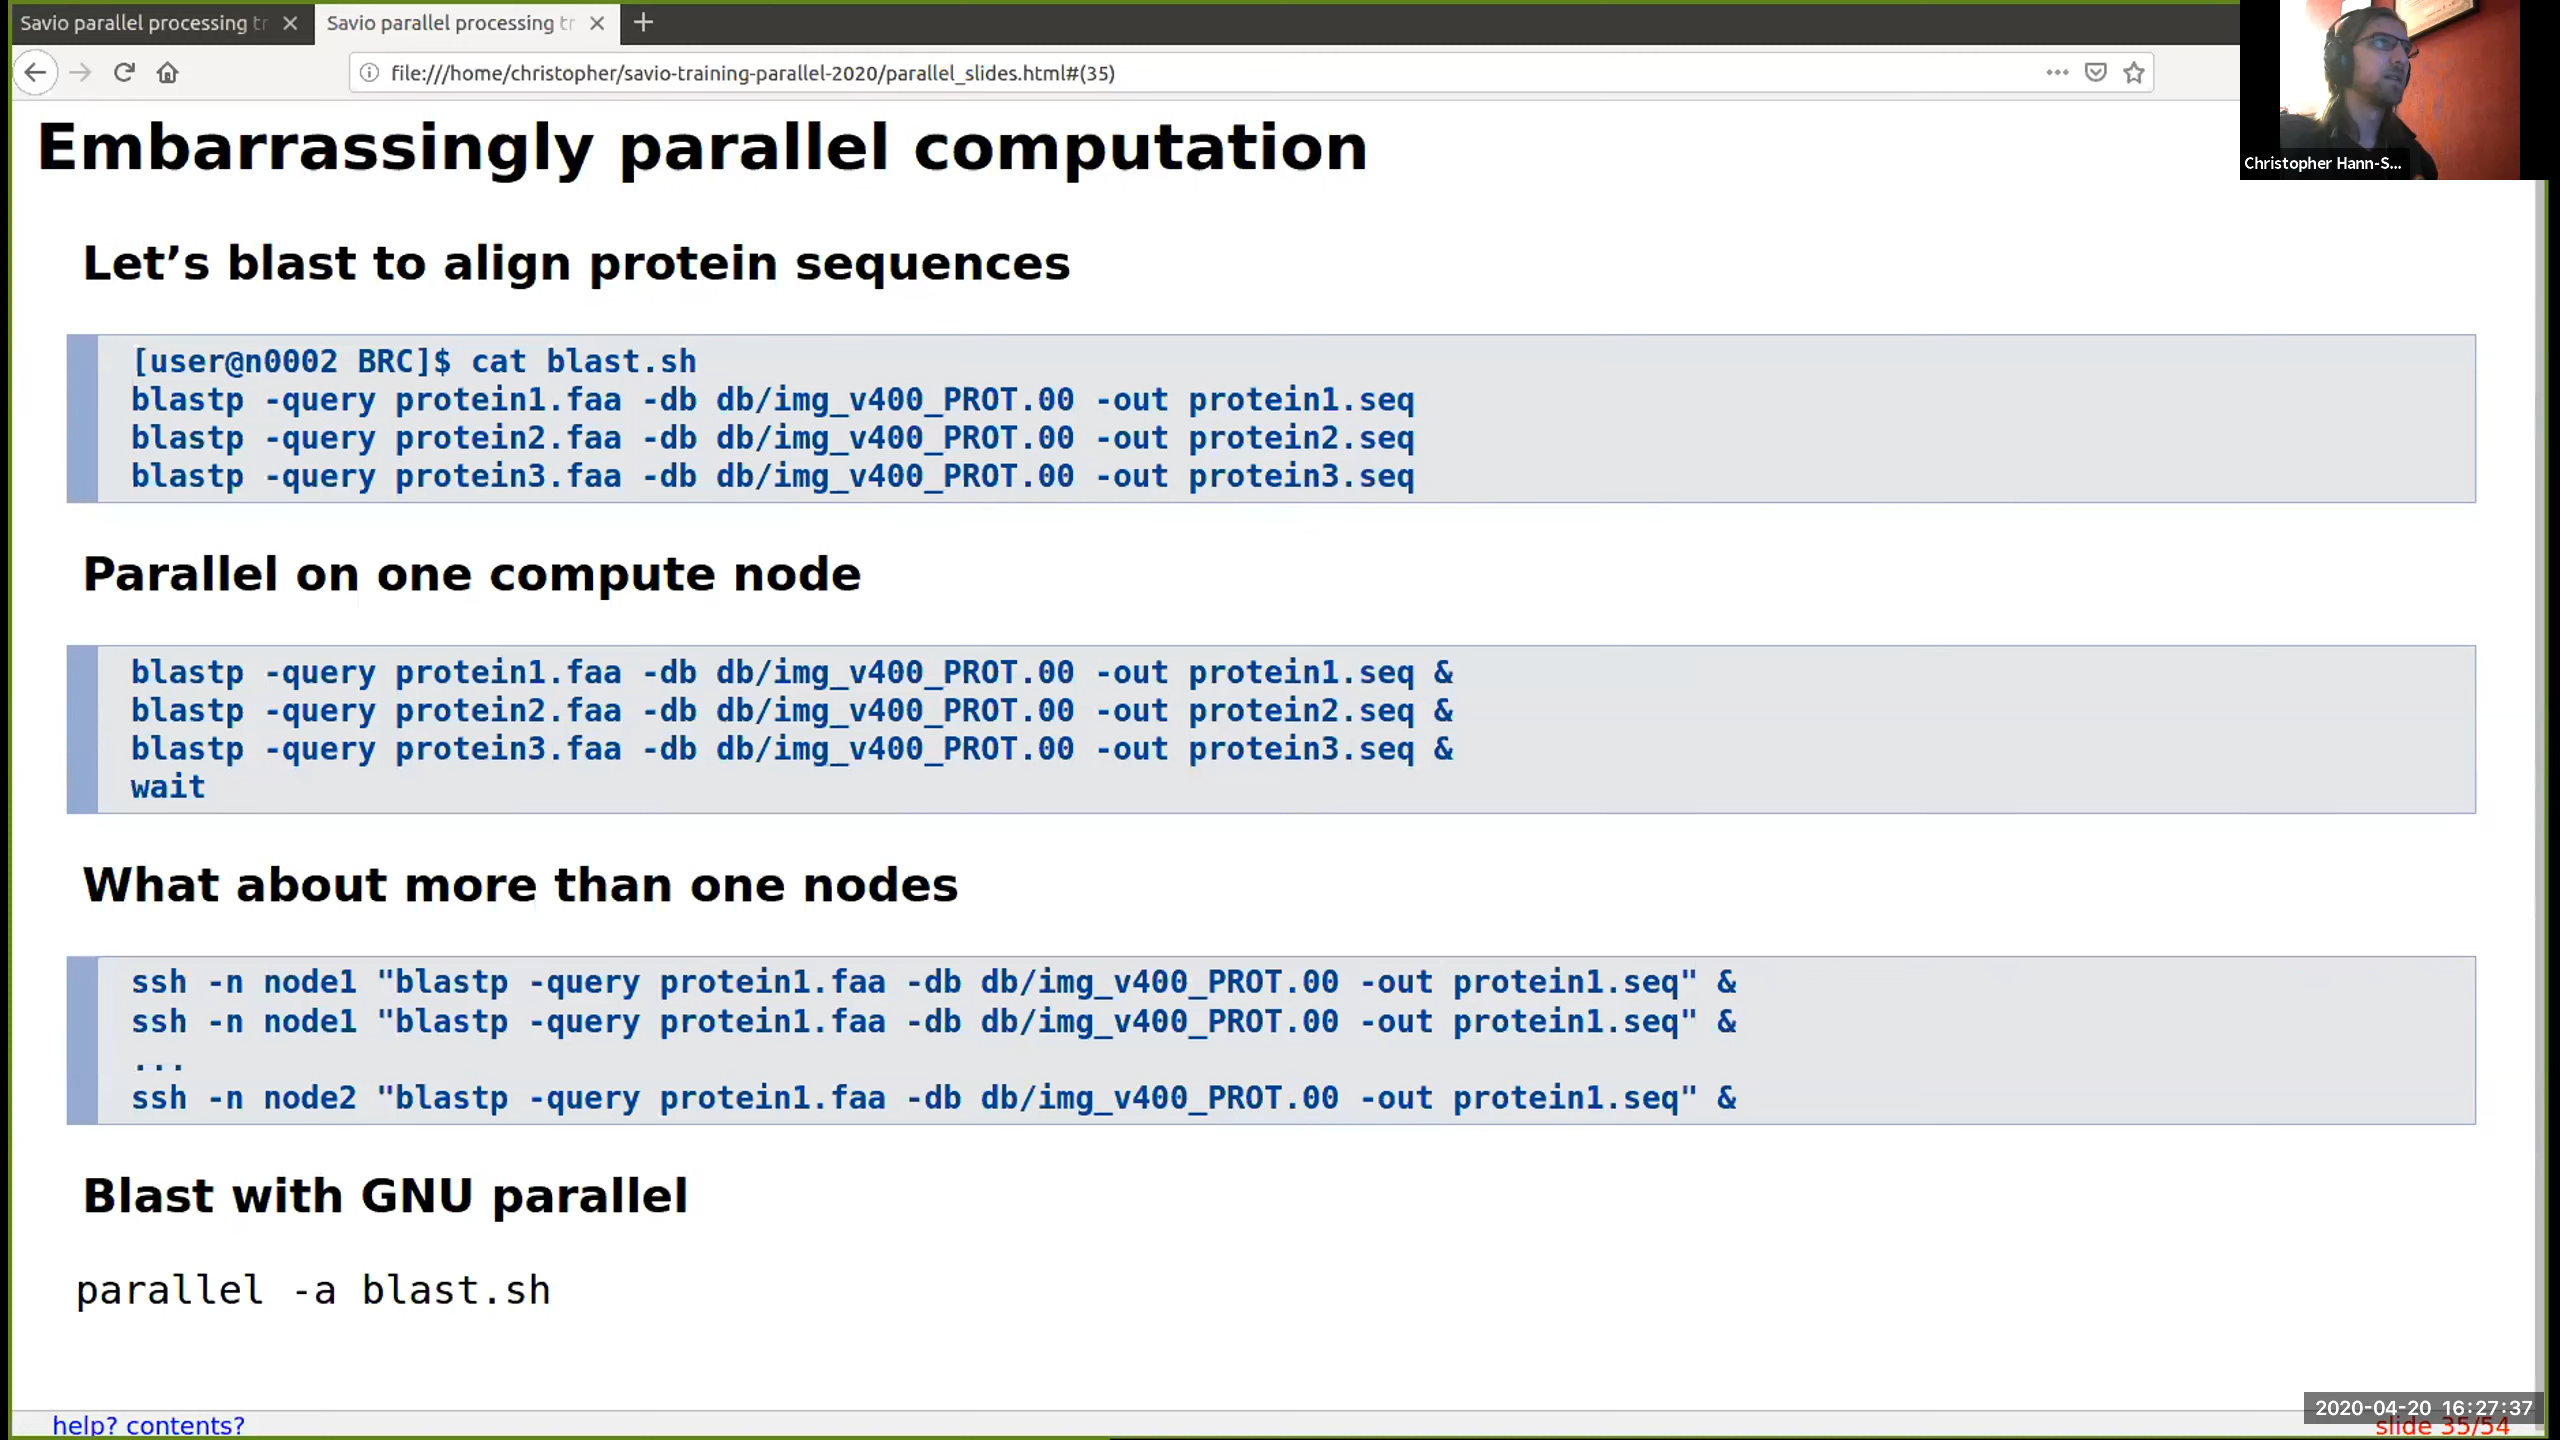 Savio parallel processing tr
Savio parallel processing tr
file:///home/christopher/savio-training-parallel-2020/parallel_slides.html#(35)
Christopher Hann-S...
Embarrassingly parallel computation
Let’s blast to align protein sequences
[user@n0002 BRC]$ cat blast.sh
blastp -query protein1.faa -db db/img_v400_PROT.00 -out protein1.seq
blastp -query protein2.faa -db db/img_v400_PROT.00 -out protein2.seq
blastp -query protein3.faa -db db/img_v400_PROT.00 -out protein3.seq
Parallel on one compute node
blastp -query protein1.faa -db db/img_v400_PROT.00 -out protein1.seq &
blastp -query protein2.faa -db db/img_v400_PROT.00 -out protein2.seq &
blastp -query protein3.faa -db db/img_v400_PROT.00 -out protein3.seq &
wait
What about more than one nodes
ssh -n node1 "blastp -query protein1.faa -db db/img_v400_PROT.00 -out protein1.seq" &
ssh -n node1 "blastp -query protein1.faa -db db/img_v400_PROT.00 -out protein1.seq" &
...
ssh -n node2 "blastp -query protein1.faa -db db/img_v400_PROT.00 -out protein1.seq" &
Blast with GNU parallel
parallel -a blast.sh
2020-04-20 16:27:37
help? contents?
slide 35/54